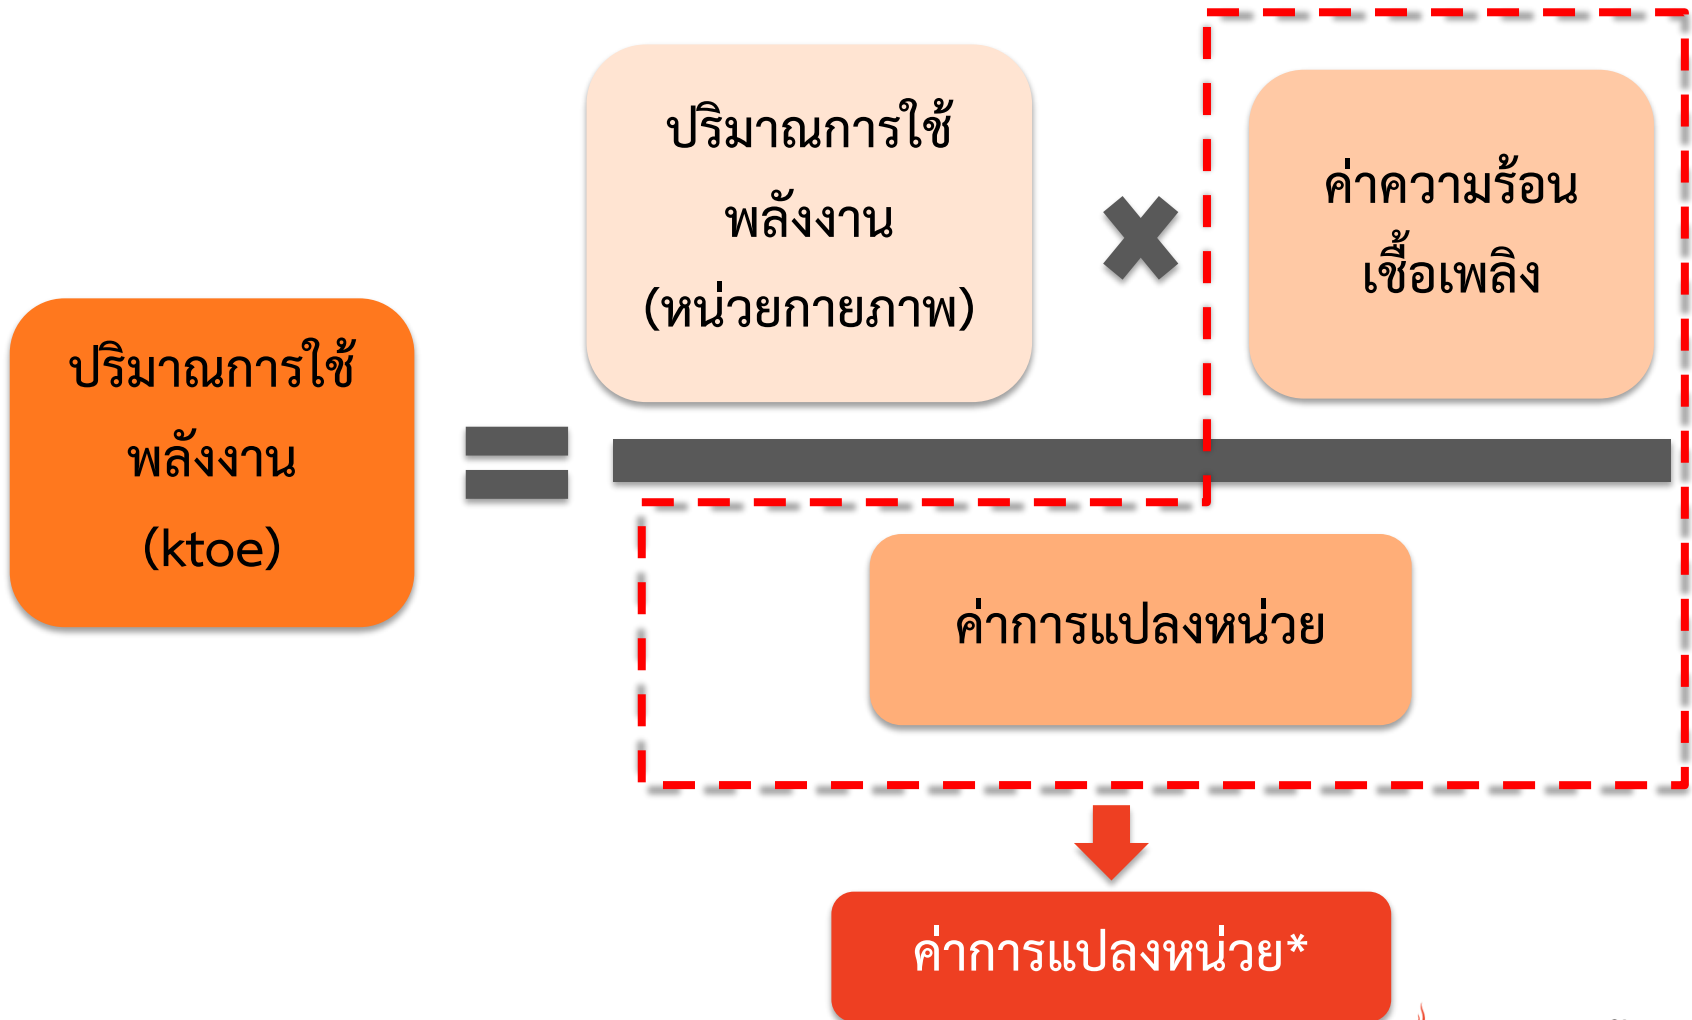 ปริมาณการใช้
พลังงาน
(หน่วยกายภาพ)
ค่าความร้อน
เชื้อเพลิง
ปริมาณการใช้
พลังงาน
(ktoe)
ค่าการแปลงหน่วย
ค่าการแปลงหน่วย*